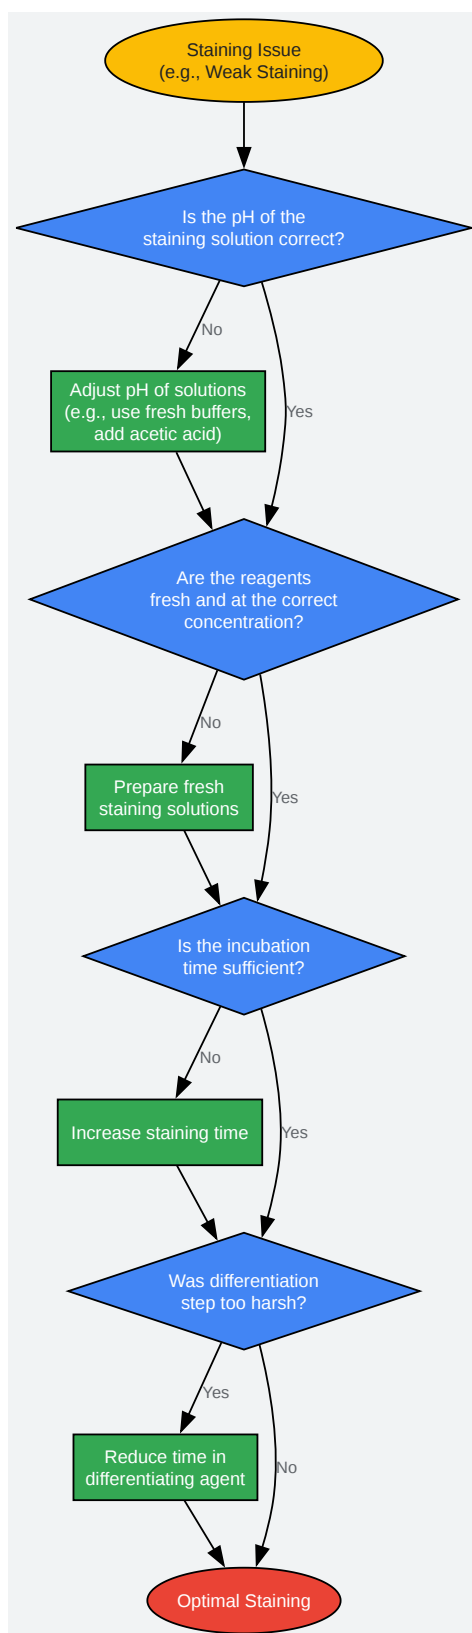 Staining Issue
(e.g., Weak Staining)
Is the pH of the
staining solution correct?
No
Adjust pH of solutions
(e.g., use fresh buffers,
add acetic acid)
Yes
Are the reagents
fresh and at the correct
concentration?
No
Prepare fresh
staining solutions
Yes
Is the incubation
time sufficient?
No
Increase staining time
Yes
Was differentiation
step too harsh?
Yes
Reduce time in
differentiating agent
No
Optimal Staining